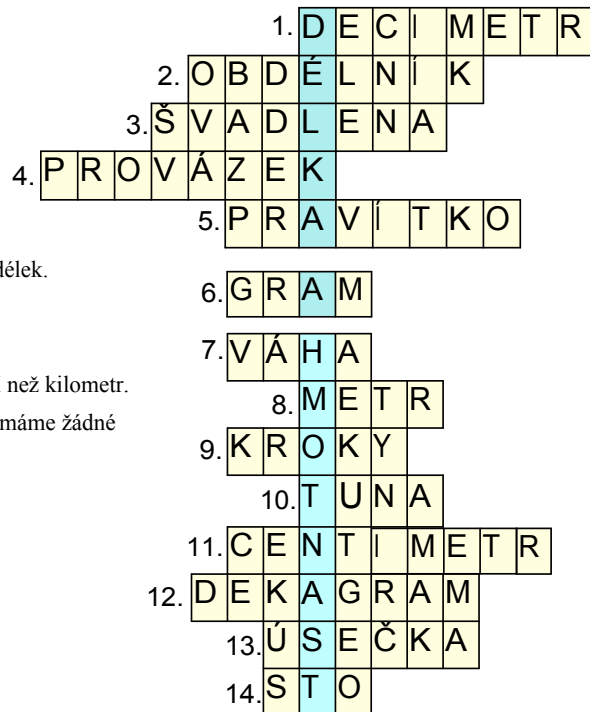 1. DECIMETR
2. OBDÉLNÍK
3. ŠVADLENA
4. PROVÁZEK
5. PRAVÍTKO
délek.
6. GRAM
7. VÁHA
než kilometr.
8. METR
máme žádné
9. KROKY
10. TUNA
11. CENTIMETR
12. DEKAGRAM
13. ÚSEČKA
14. STO